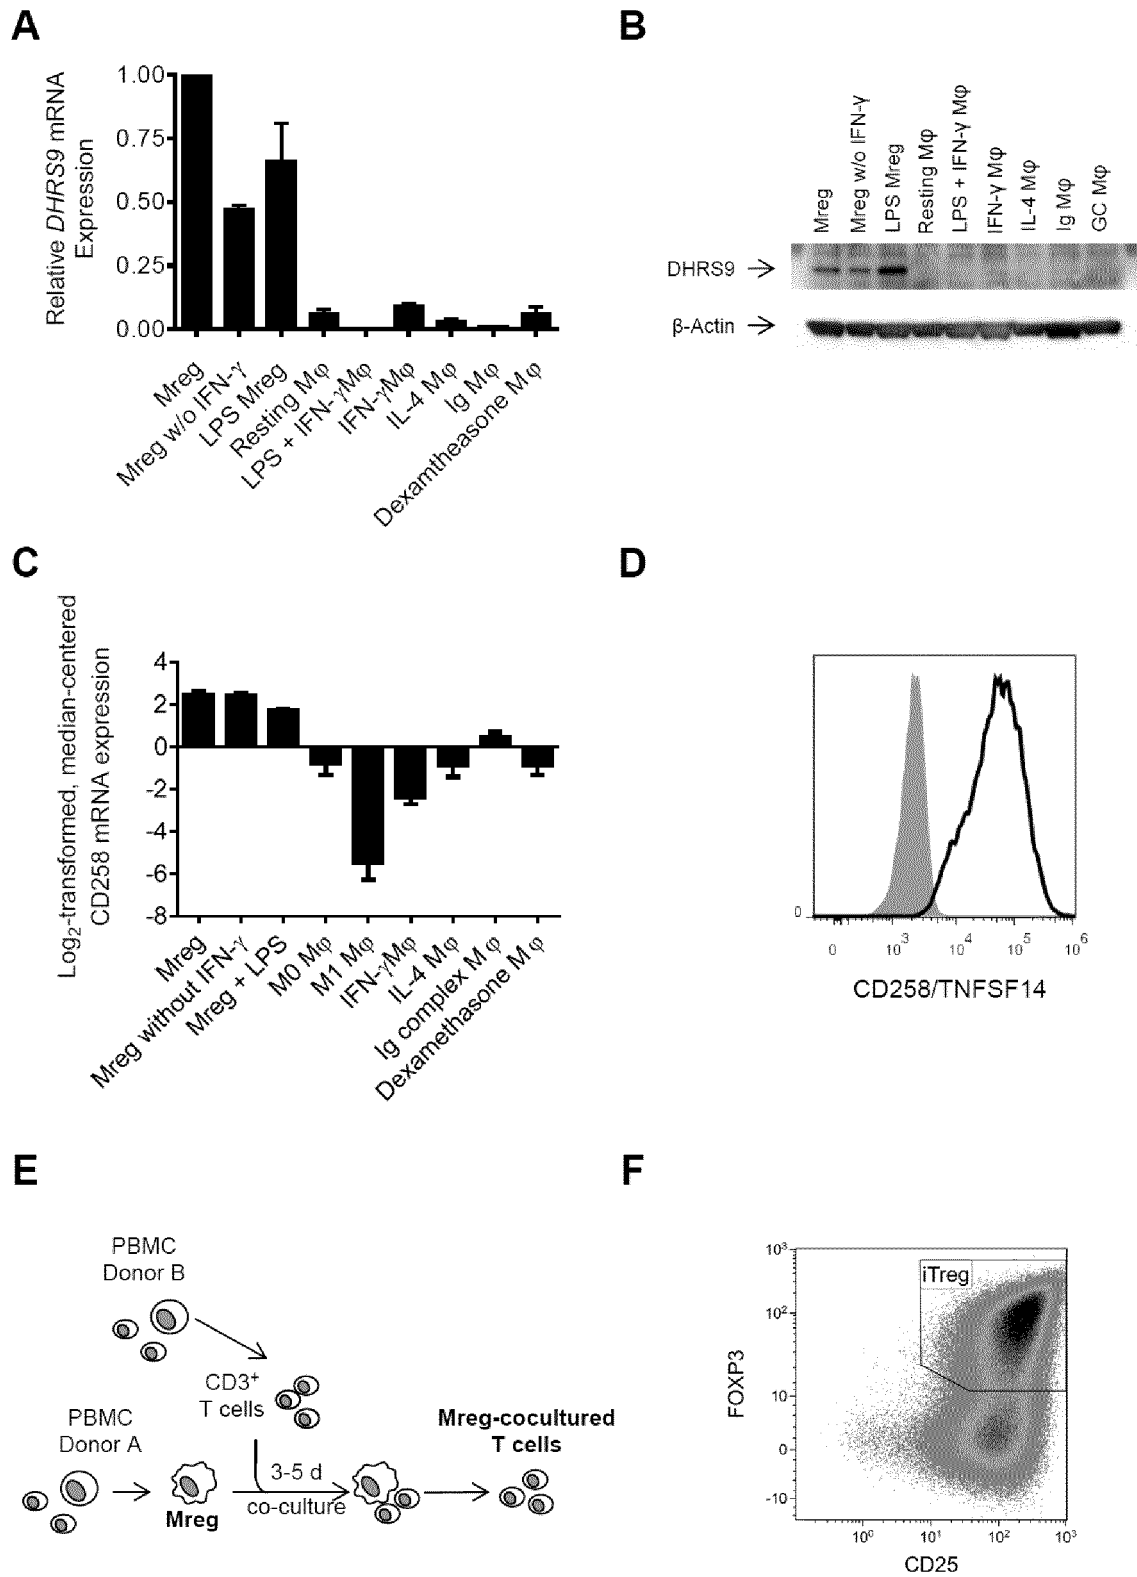 A
Relative DHRS9 mRNA
Expression
1.00
0.75
0.50
0.25
0.00
Mreg
Mreg w/o IFN-γ
LPS Mreg
Resting Mφ
LPS + IFN-γMφ
IFN-γMφ
IL-4 Mφ
Ig Mφ
Dexamtheasone Mφ
B
Mreg
Mreg w/o IFN-γ
LPS Mreg
Resting Mφ
LPS + IFN-γ Mφ
IFN-γ Mφ
IL-4 Mφ
Ig Mφ
GC Mφ
DHRS9
β-Actin
C
Log2-transformed, median-centered
CD258 mRNA expression
4
2
0
-2
-4
-6
-8
Mreg
Mreg without IFN-γ
Mreg + LPS
M0 Mφ
M1 Mφ
IFN-γMφ
IL-4 Mφ
Ig complex Mφ
Dexamethasone Mφ
D
0
0 10³ 10⁴ 10⁵ 10⁶
CD258/TNFSF14
E
PBMC
Donor B
CD3⁺
T cells
PBMC
Donor A
Mreg
3-5 d
co-culture
Mreg-cocultured
T cells
F
FOXP3
10³
10²
10
0
-10
iTreg
10⁰ 10¹ 10² 10³
CD25